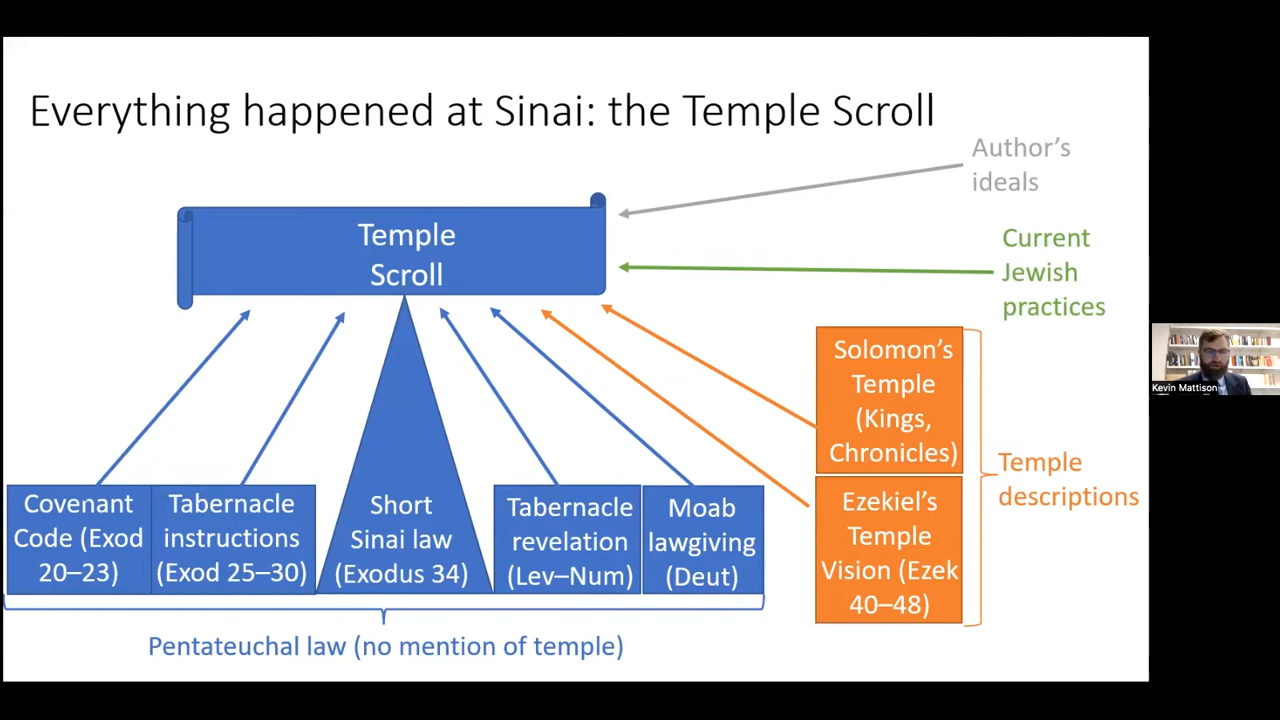 Everything happened at Sinai: the Temple Scroll
Author's
ideals
Temple
Scroll
Current
Jewish
practices
Solomon's
Temple
(Kings,
Chronicles)
Ezekiel's
Temple
Vision (Ezek
40–48)
Temple
descriptions
Covenant
Code (Exod
20–23)
Tabernacle
instructions
(Exod 25–30)
Short
Sinai law
(Exodus 34)
Tabernacle
revelation
(Lev–Num)
Moab
lawgiving
(Deut)
Pentateuchal law (no mention of temple)
Kevin Mattison